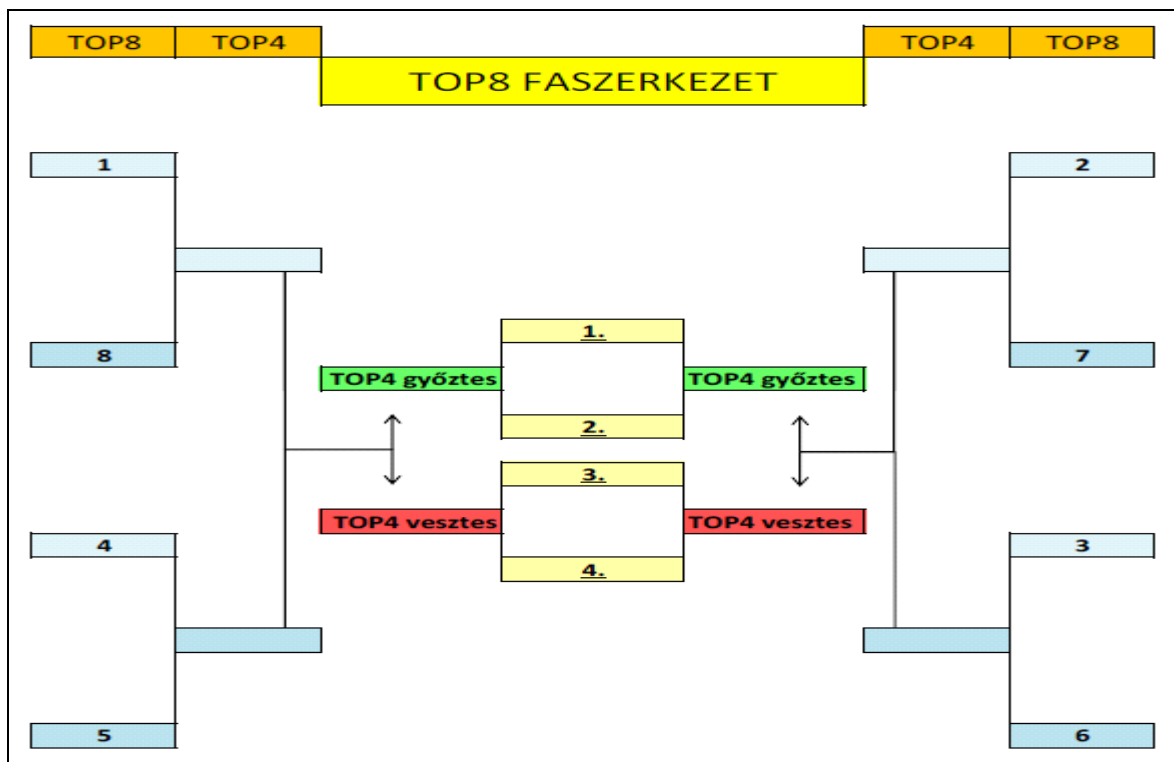 TOP8 TOP4 TOP4 TOP8
TOP8 FASZERKEZET
1 2
1.
8 7
TOP4 győztes TOP4 győztes
2.
3.
TOP4 vesztes TOP4 vesztes
4 3
4.
5 6